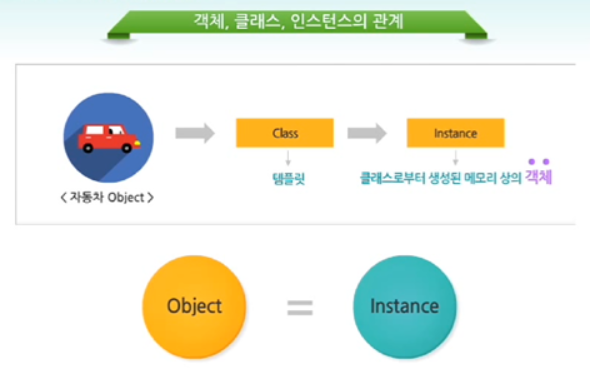 객체, 클래스, 인스턴스의 관계
Class
Instance
템플릿
클래스로부터 생성된 메모리 상의 객체
< 자동차 Object >
Object = Instance